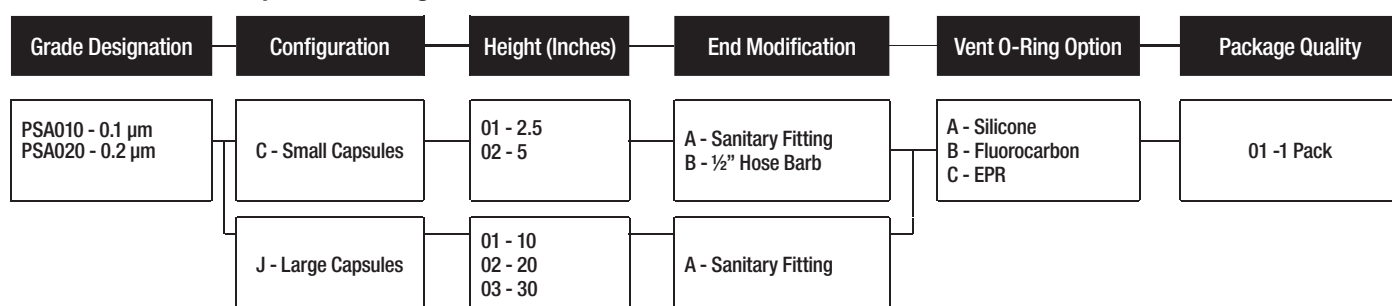 Grade Designation
Configuration
Height (Inches)
End Modification
Vent O-Ring Option
Package Quality
PSA010 - 0.1 µm
PSA020 - 0.2 µm
C - Small Capsules
01 - 2.5
02 - 5
A - Sanitary Fitting
B - ½” Hose Barb
A - Silicone
B - Fluorocarbon
C - EPR
01 -1 Pack
J - Large Capsules
01 - 10
02 - 20
03 - 30
A - Sanitary Fitting